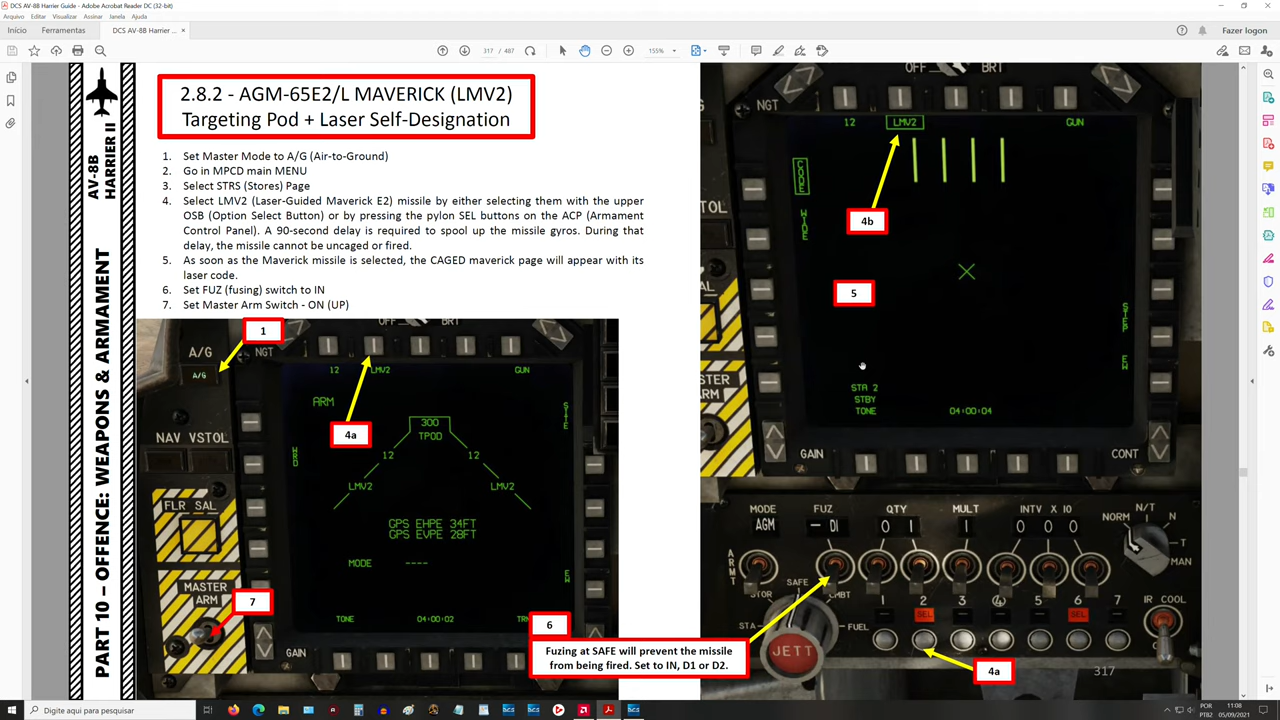 DCS AV-8B Harrier Guide - Adobe Acrobat Reader DC (32-bit)
Arquivo Editar Visualizar Assinar Janela Ajuda
Início Ferramentas DCS AV-8B Harrier ... × Fazer logon
317 / 487 155%
AV-8B
HARRIER II
PART 10 – OFFENCE: WEAPONS & ARMAMENT
2.8.2 - AGM-65E2/L MAVERICK (LMV2)
Targeting Pod + Laser Self-Designation
1. Set Master Mode to A/G (Air-to-Ground)
2. Go in MPCD main MENU
3. Select STRS (Stores) Page
4. Select LMV2 (Laser-Guided Maverick E2) missile by either selecting them with the upper
OSB (Option Select Button) or by pressing the pylon SEL buttons on the ACP (Armament
Control Panel). A 90-second delay is required to spool up the missile gyros. During that
delay, the missile cannot be uncaged or fired.
5. As soon as the Maverick missile is selected, the CAGED maverick page will appear with its
laser code.
6. Set FUZ (fusing) switch to IN
7. Set Master Arm Switch - ON (UP)
1
OFF BRT
A/G NGT
A/G
12 LMV2 GUN
ARM
4a
300
TPOD
12 12
NAV VSTOL
LMV2 LMV2
FLR SAL
GPS EHPE 34FT
GPS EVPE 28FT
MODE ----
MASTER
ARM
7
TONE 04:00:02
GAIN
6
Fuzing at SAFE will prevent the missile
from being fired. Set to IN, D1 or D2.
OFF BRT
NGT
12 LMV2 GUN
CODE
WIDE
VSTOL
4b
5
SAL
STA 2
STBY
TONE 04:00:04
GAIN CONT
MODE FUZ QTY MULT INTV X 10
AGM 0 1 1 0 0
NORM N/T N
T
MAN
ARMT
SAFE
STOR CMBT
STA FUEL
1 2 3 4 5 6 7
SEL SEL
IR COOL
JETT
4a
317
Digite aqui para pesquisar
POR
PTB2
11:08
05/09/2021